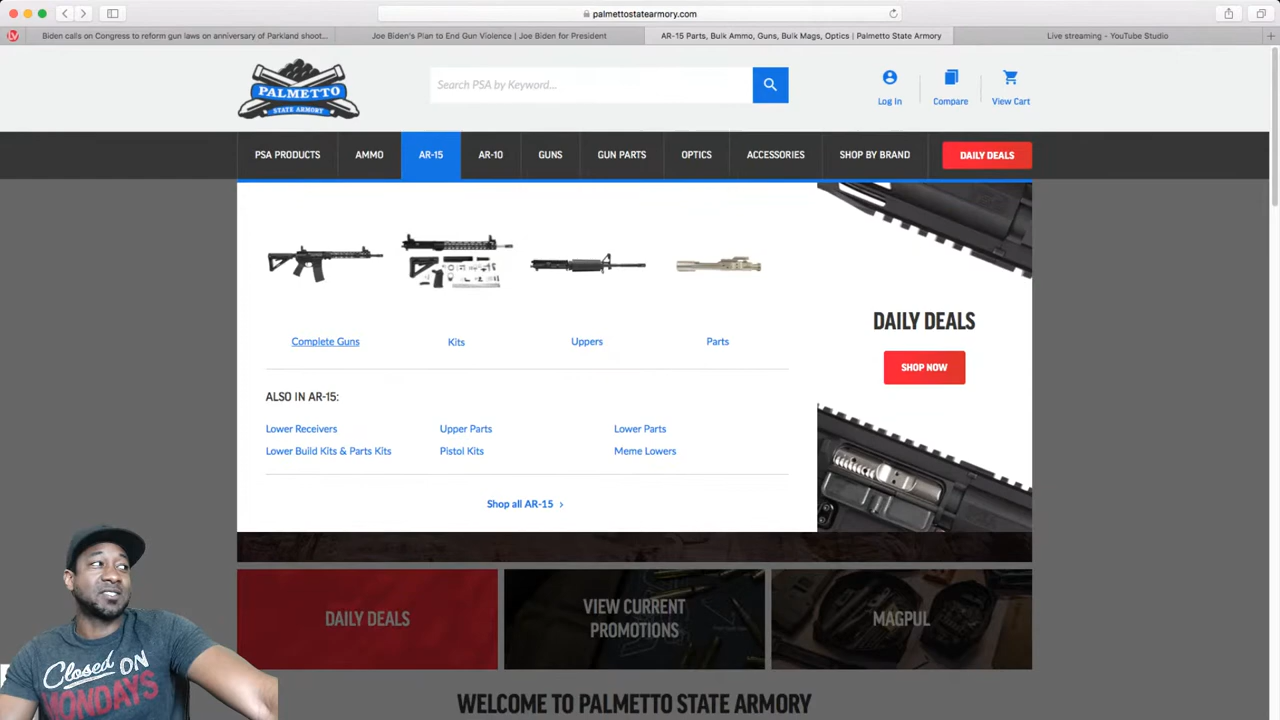 palmettostatearmory.com
Biden calls on Congress to reform gun laws on anniversary of Parkland shoot...
Joe Biden's Plan to End Gun Violence | Joe Biden for President
AR-15 Parts, Bulk Ammo, Guns, Bulk Mags, Optics | Palmetto State Armory
Live streaming - YouTube Studio
PALMETTO
STATE ARMORY
Search PSA by Keyword...
Log In
Compare
View Cart
PSA PRODUCTS
AMMO
AR-15
AR-10
GUNS
GUN PARTS
OPTICS
ACCESSORIES
SHOP BY BRAND
DAILY DEALS
Complete Guns
Kits
Uppers
Parts
ALSO IN AR-15:
Lower Receivers
Upper Parts
Lower Parts
Lower Build Kits & Parts Kits
Pistol Kits
Meme Lowers
Shop all AR-15 >
DAILY DEALS
SHOP NOW
DAILY DEALS
VIEW CURRENT
PROMOTIONS
MAGPUL
WELCOME TO PALMETTO STATE ARMORY
Closed ON
MONDAYS